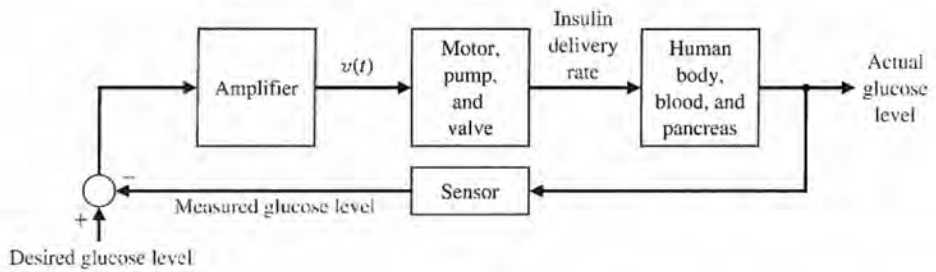 Amplifier
v(t)
Motor,
pump,
and
valve
Insulin
delivery
rate
Human
body,
blood, and
pancreas
Actual
glucose
level
Sensor
−
Measured glucose level
+
Desired glucose level